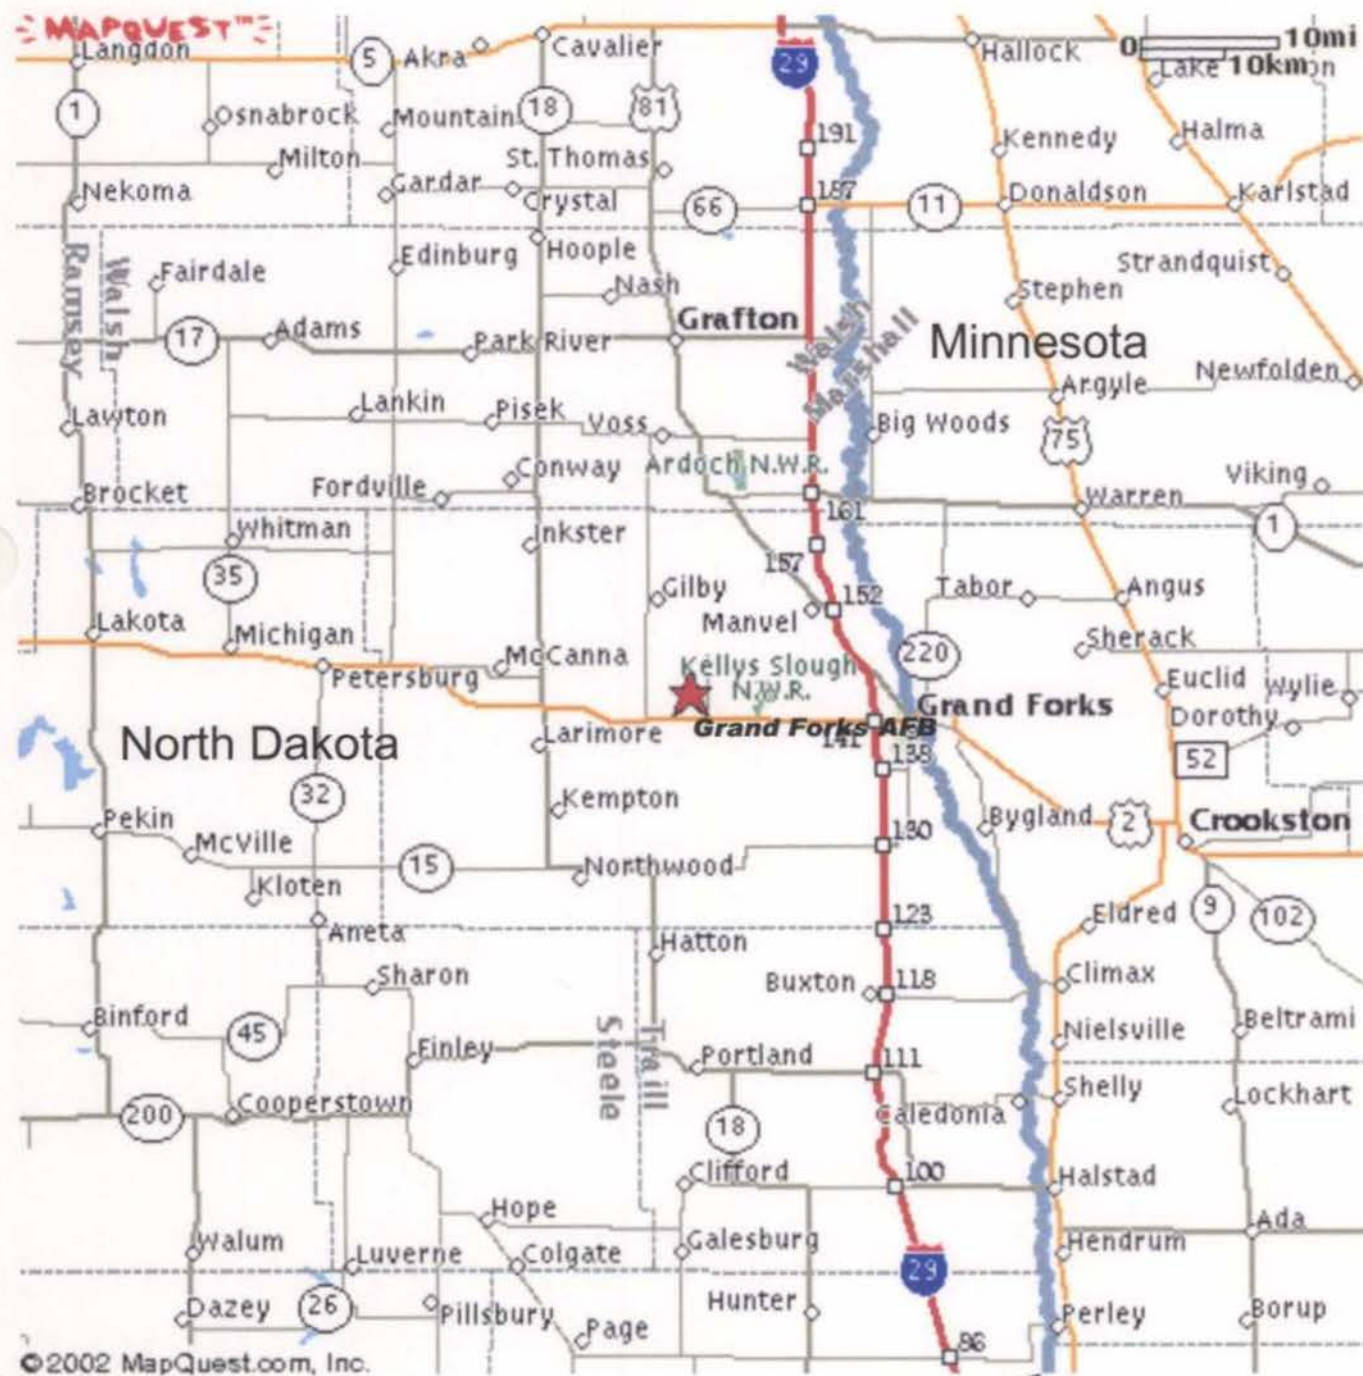 MAPQUEST™
Langdon
5
Akra
Cavalier
29
Hallock
0 10mi
10km
Lake
1
Osnabrock
Mountain
18
81
191
Kennedy
Halma
Milton
St. Thomas
Nekoma
Gardar
Crystal
66
187
11
Donaldson
Karlstad
Ramsey
Walsh
Fairdale
Edinburg
Hoople
Nash
Strandquist
Stephen
17
Adams
Park River
Grafton
Walsh
Marshall
Minnesota
Newfolden
Argyle
Lawton
Lankin
Pisek
Voss
Big Woods
75
Ardoch N.W.R.
Conway
Viking
Brocket
Fordville
161
Warren
1
Whitman
Inkster
157
35
Gilby
152
Tabor
Angus
Lakota
Michigan
Manvel
220
Sherack
McCanna
Kellys Slough
N.W.R.
Petersburg
Euclid
Wylie
Grand Forks
Dorothy
Grand Forks AFB
North Dakota
Larimore
141
138
52
32
Kempton
Pekin
Bygland
2
Crookston
McVille
130
15
Northwood
Kloten
9
102
Aneta
123
Eldred
Hatton
Sharon
Buxton
118
Climax
Binford
45
Steele
Traill
Nielsville
Beltrami
Finley
Portland
111
Shelly
Lockhart
200
Cooperstown
18
Caledonia
Clifford
100
Halstad
Hope
Ada
Walum
Luverne
Colgate
Galesburg
29
Hendrum
Dazey
26
Pillsbury
Hunter
Perley
Borup
Page
96
©2002 MapQuest.com, Inc.